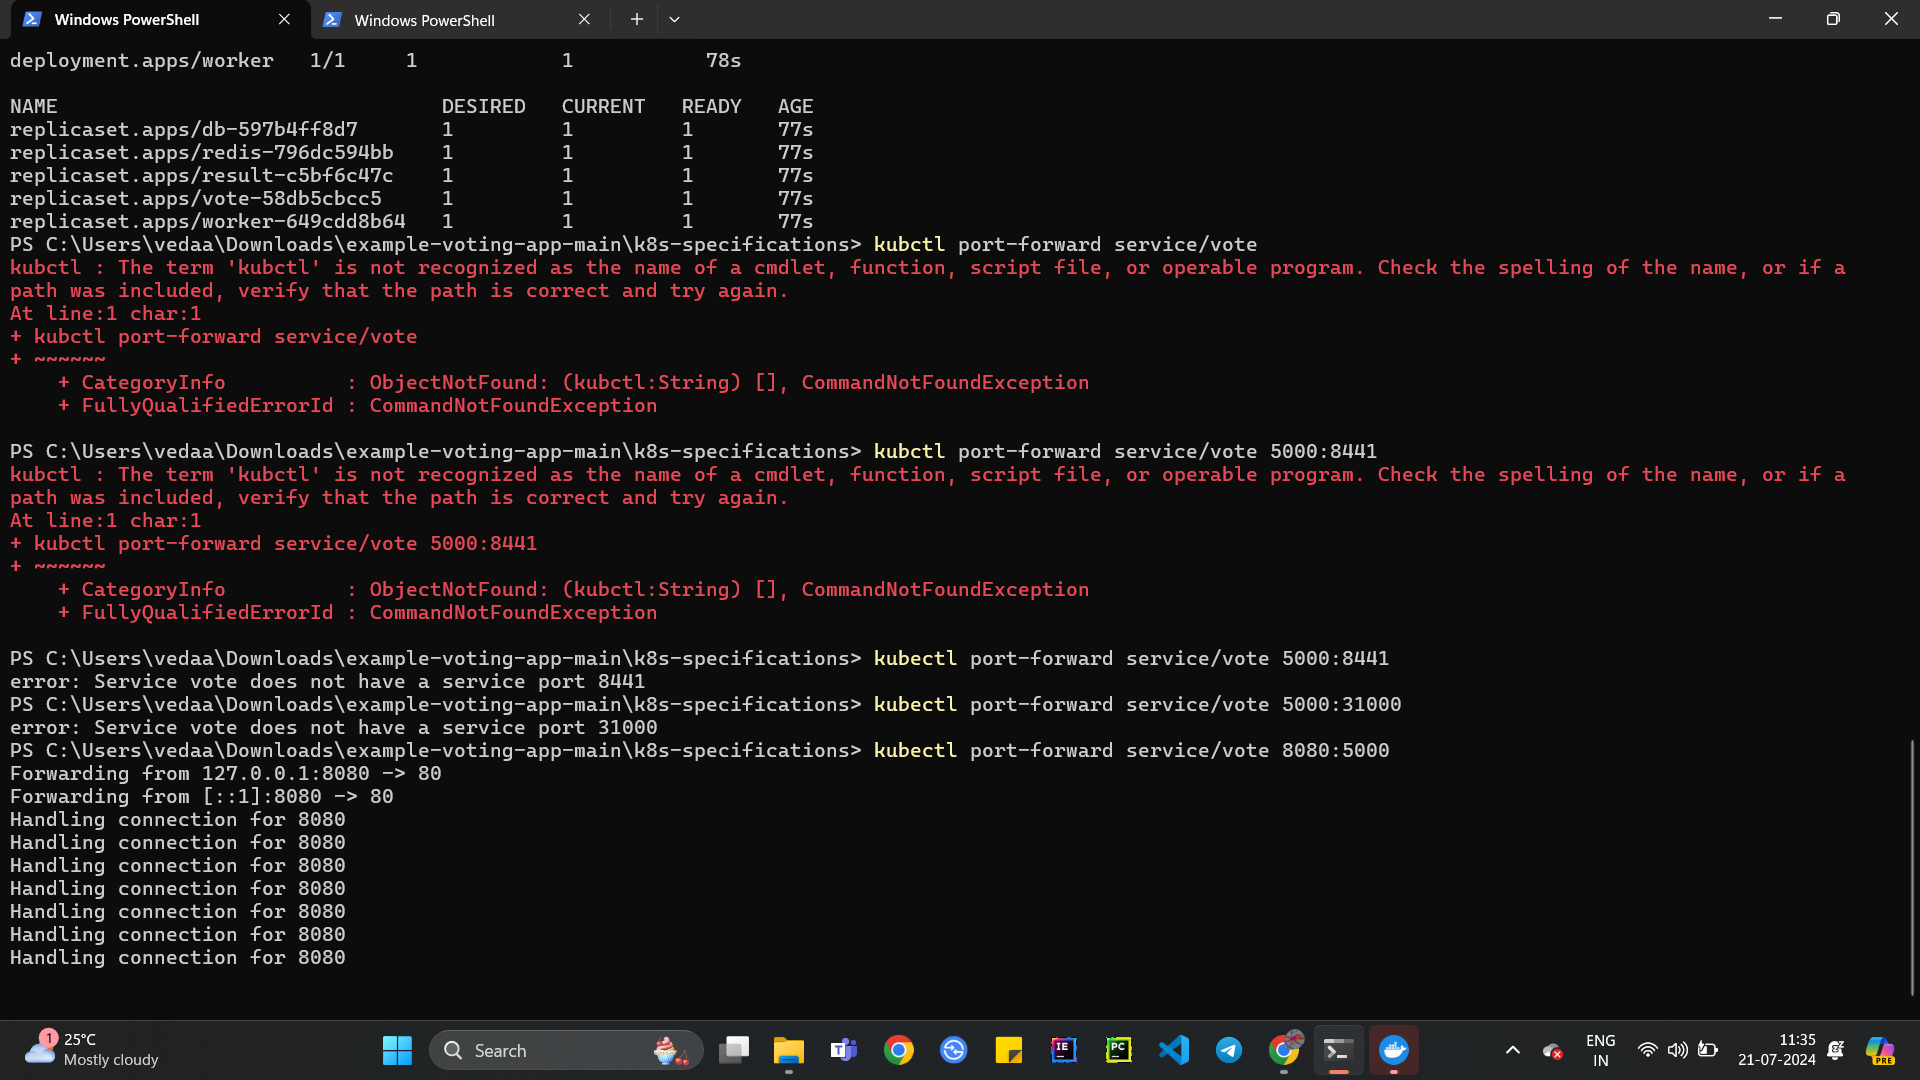 Windows PowerShell
Windows PowerShell
deployment.apps/worker   1/1     1            1           78s
NAME                                DESIRED   CURRENT   READY   AGE
replicaset.apps/db-597b4ff8d7       1         1         1       77s
replicaset.apps/redis-796dc594bb    1         1         1       77s
replicaset.apps/result-c5bf6c47c    1         1         1       77s
replicaset.apps/vote-58db5cbcc5     1         1         1       77s
replicaset.apps/worker-649cdd8b64   1         1         1       77s
PS C:\Users\vedaa\Downloads\example-voting-app-main\k8s-specifications> kubctl port-forward service/vote
kubctl : The term 'kubctl' is not recognized as the name of a cmdlet, function, script file, or operable program. Check the spelling of the name, or if a
path was included, verify that the path is correct and try again.
At line:1 char:1
+ kubctl port-forward service/vote
+ ~~~~~~
    + CategoryInfo          : ObjectNotFound: (kubctl:String) [], CommandNotFoundException
    + FullyQualifiedErrorId : CommandNotFoundException
PS C:\Users\vedaa\Downloads\example-voting-app-main\k8s-specifications> kubctl port-forward service/vote 5000:8441
kubctl : The term 'kubctl' is not recognized as the name of a cmdlet, function, script file, or operable program. Check the spelling of the name, or if a
path was included, verify that the path is correct and try again.
At line:1 char:1
+ kubctl port-forward service/vote 5000:8441
+ ~~~~~~
    + CategoryInfo          : ObjectNotFound: (kubctl:String) [], CommandNotFoundException
    + FullyQualifiedErrorId : CommandNotFoundException
PS C:\Users\vedaa\Downloads\example-voting-app-main\k8s-specifications> kubectl port-forward service/vote 5000:8441
error: Service vote does not have a service port 8441
PS C:\Users\vedaa\Downloads\example-voting-app-main\k8s-specifications> kubectl port-forward service/vote 5000:31000
error: Service vote does not have a service port 31000
PS C:\Users\vedaa\Downloads\example-voting-app-main\k8s-specifications> kubectl port-forward service/vote 8080:5000
Forwarding from 127.0.0.1:8080 -> 80
Forwarding from [::1]:8080 -> 80
Handling connection for 8080
Handling connection for 8080
Handling connection for 8080
Handling connection for 8080
Handling connection for 8080
Handling connection for 8080
Handling connection for 8080
1
25°C
Mostly cloudy
Search
IE
PC
ENG
IN
11:35
21-07-2024
PRE